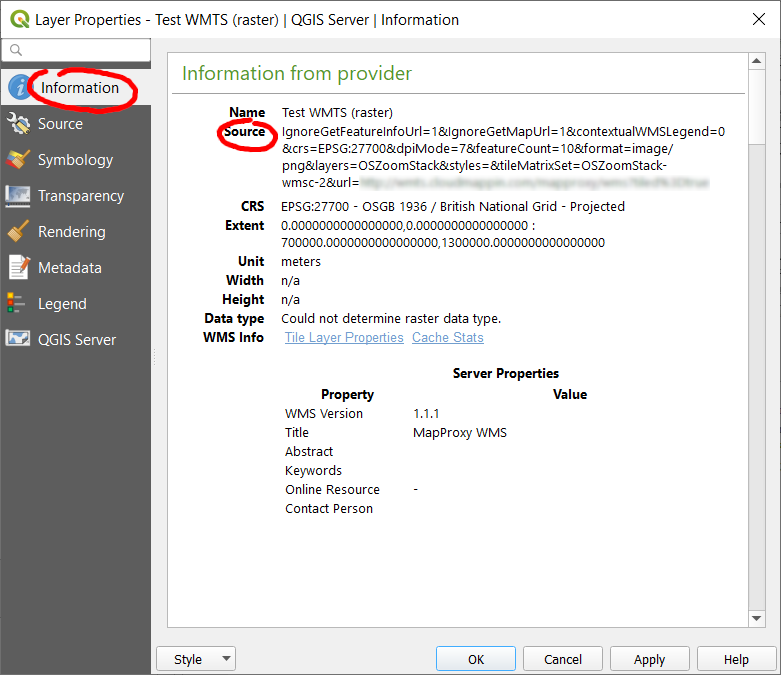 Layer Properties - Test WMTS (raster) | QGIS Server | Information
Information
Source
Symbology
Transparency
Rendering
Metadata
Legend
QGIS Server
Information from provider
Name Test WMTS (raster)
Source IgnoreGetFeatureInfoUrl=1&IgnoreGetMapUrl=1&contextualWMSLegend=0
&crs=EPSG:27700&dpiMode=7&featureCount=10&format=image/
png&layers=OSZoomStack&styles=&tileMatrixSet=OSZoomStack-
wmsc-2&url=
CRS EPSG:27700 - OSGB 1936 / British National Grid - Projected
Extent 0.0000000000000000,0.0000000000000000 :
700000.0000000000000000,1300000.0000000000000000
Unit meters
Width n/a
Height n/a
Data type Could not determine raster data type.
WMS Info Tile Layer Properties Cache Stats
Server Properties
Property Value
WMS Version 1.1.1
Title MapProxy WMS
Abstract
Keywords
Online Resource -
Contact Person
Style OK Cancel Apply Help